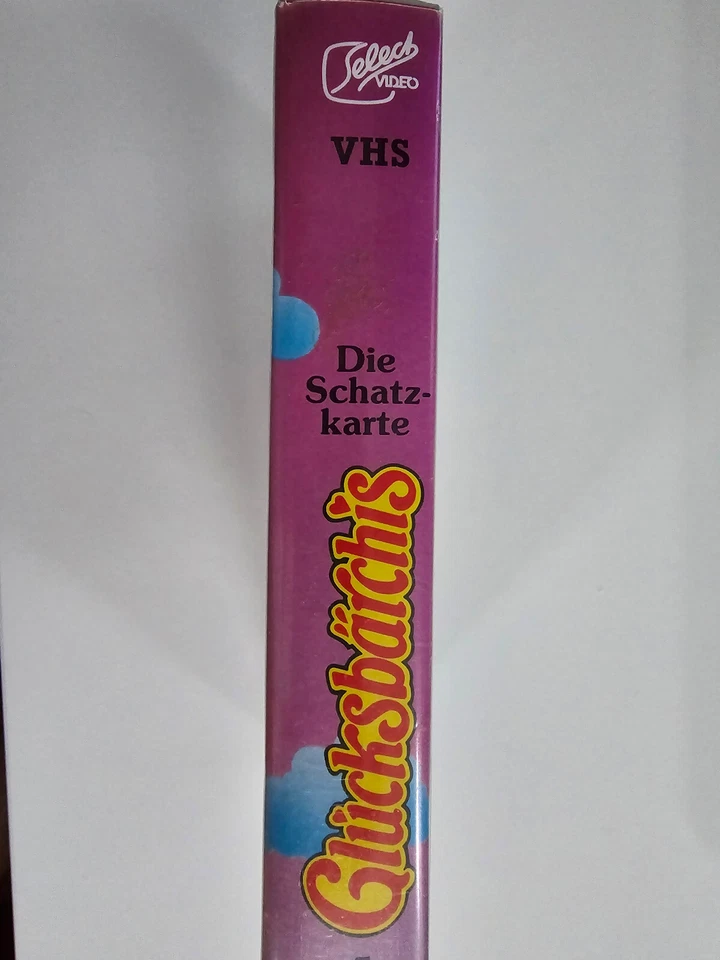 Select
VIDEO
VHS
Die
Schatz-
karte
Glücksbärchis